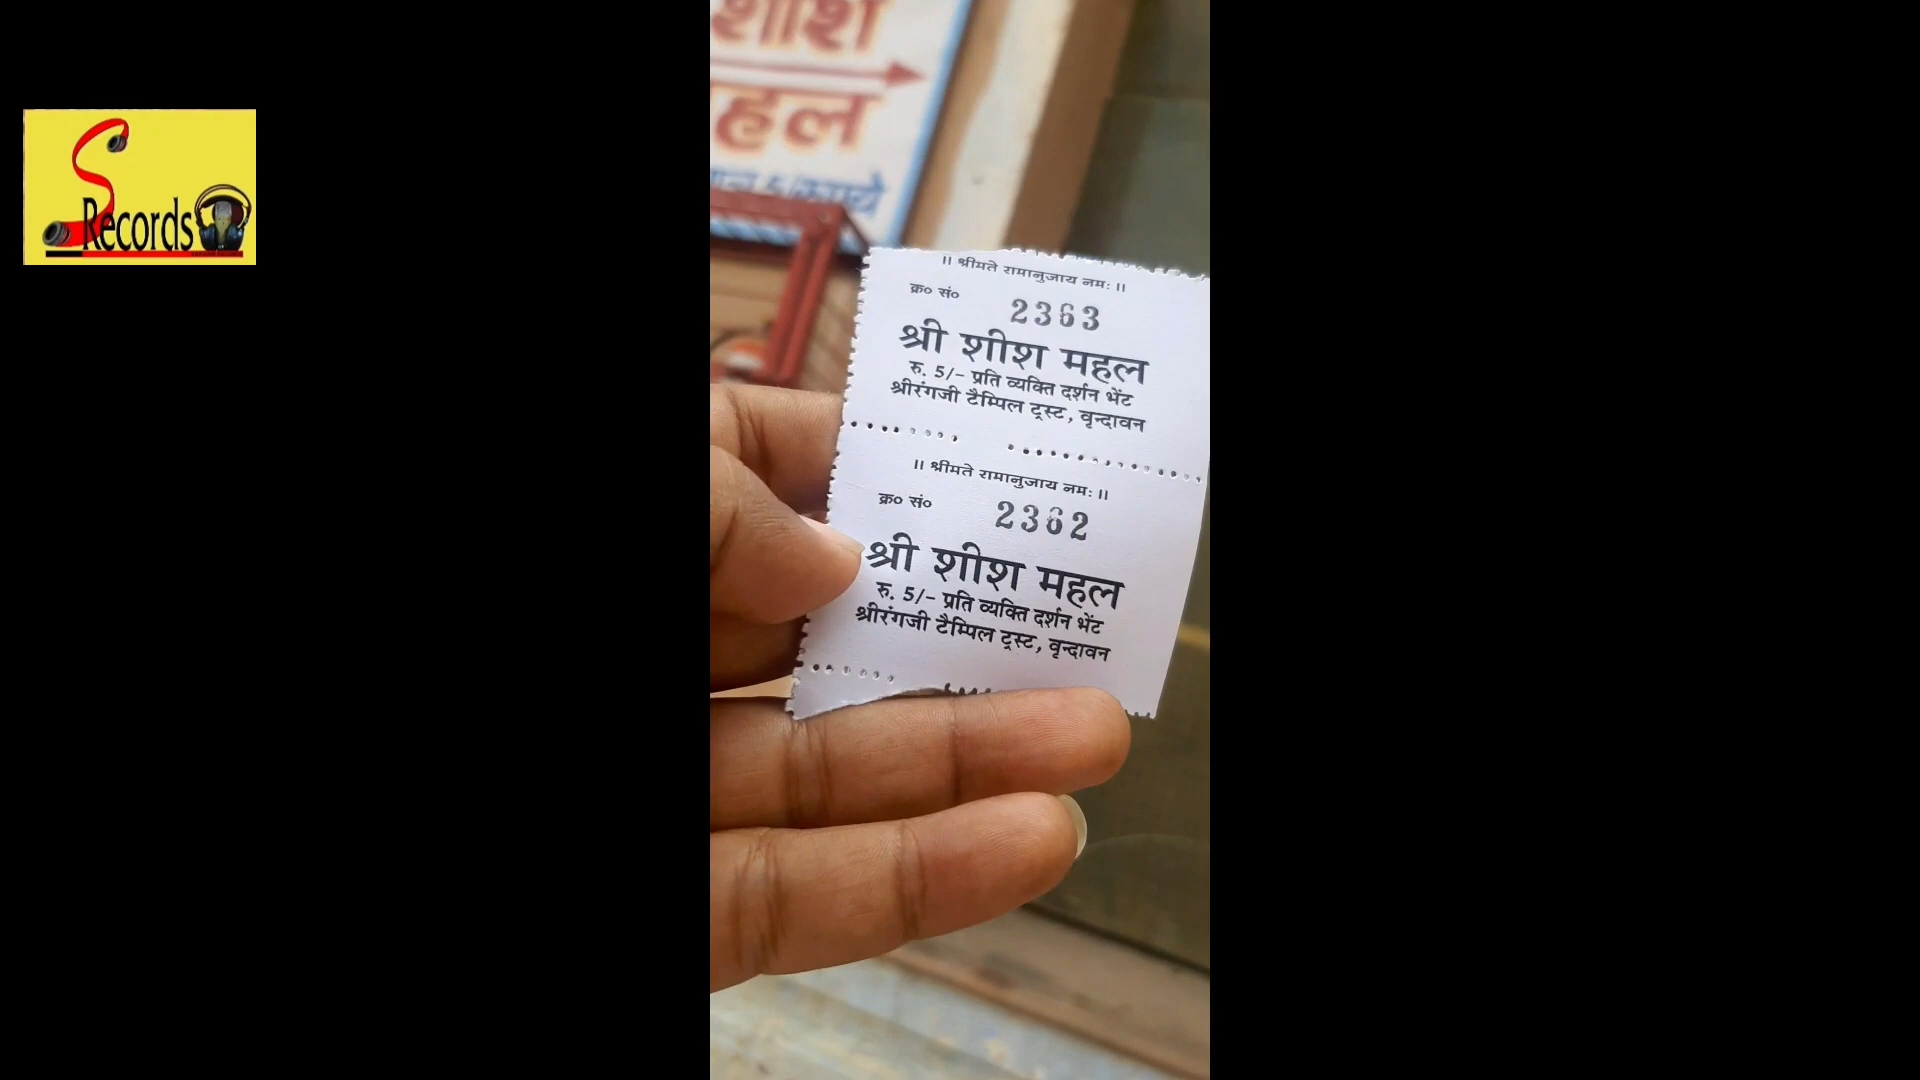 S
Records
शीश
महल
॥ श्रीमते रामानुजाय नमः ॥
क्र० सं० 2363
श्री शीश महल
रु. 5/- प्रति व्यक्ति दर्शन भेंट
श्रीरंगजी टैम्पिल ट्रस्ट, वृन्दावन
॥ श्रीमते रामानुजाय नमः ॥
क्र० सं० 2362
श्री शीश महल
रु. 5/- प्रति व्यक्ति दर्शन भेंट
श्रीरंगजी टैम्पिल ट्रस्ट, वृन्दावन